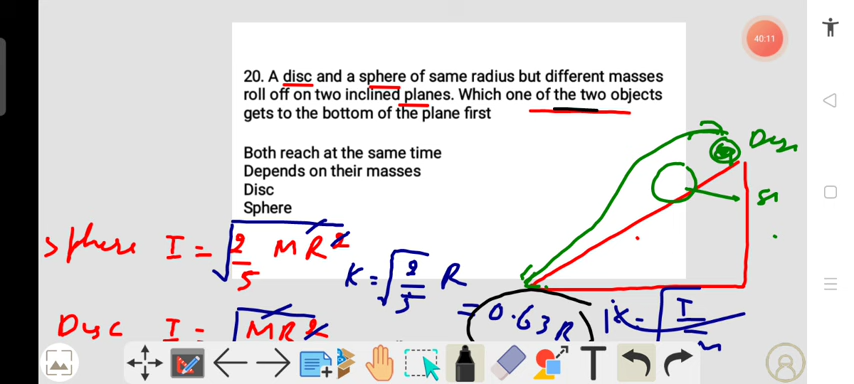 40:11
20. A disc and a sphere of same radius but different masses
roll off on two inclined planes. Which one of the two objects
gets to the bottom of the plane first
Both reach at the same time
Depends on their masses
Disc
Sphere
Disc
Sphere I = √2/5 MR2
K = √2/5 R
= 0.63 R
K = √I/m
Disc I = √MR2
T